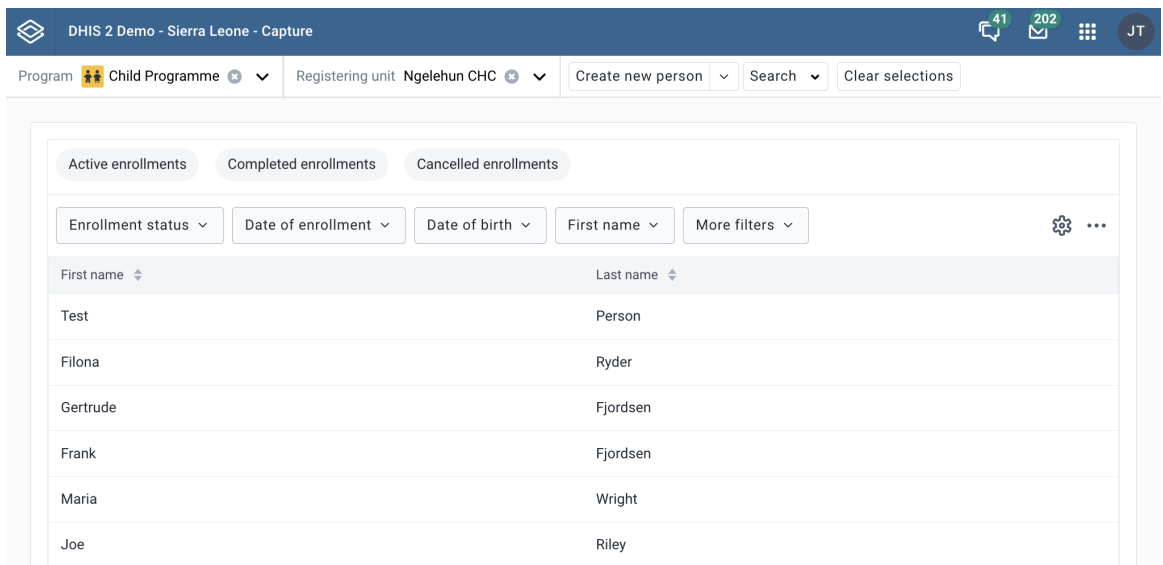 DHIS 2 Demo - Sierra Leone - Capture 41 202 JT
Program Child Programme Registering unit Ngelehun CHC Create new person Search Clear selections
Active enrollments Completed enrollments Cancelled enrollments
Enrollment status Date of enrollment Date of birth First name More filters
First name Last name
Test Person
Filona Ryder
Gertrude Fjordsen
Frank Fjordsen
Maria Wright
Joe Riley